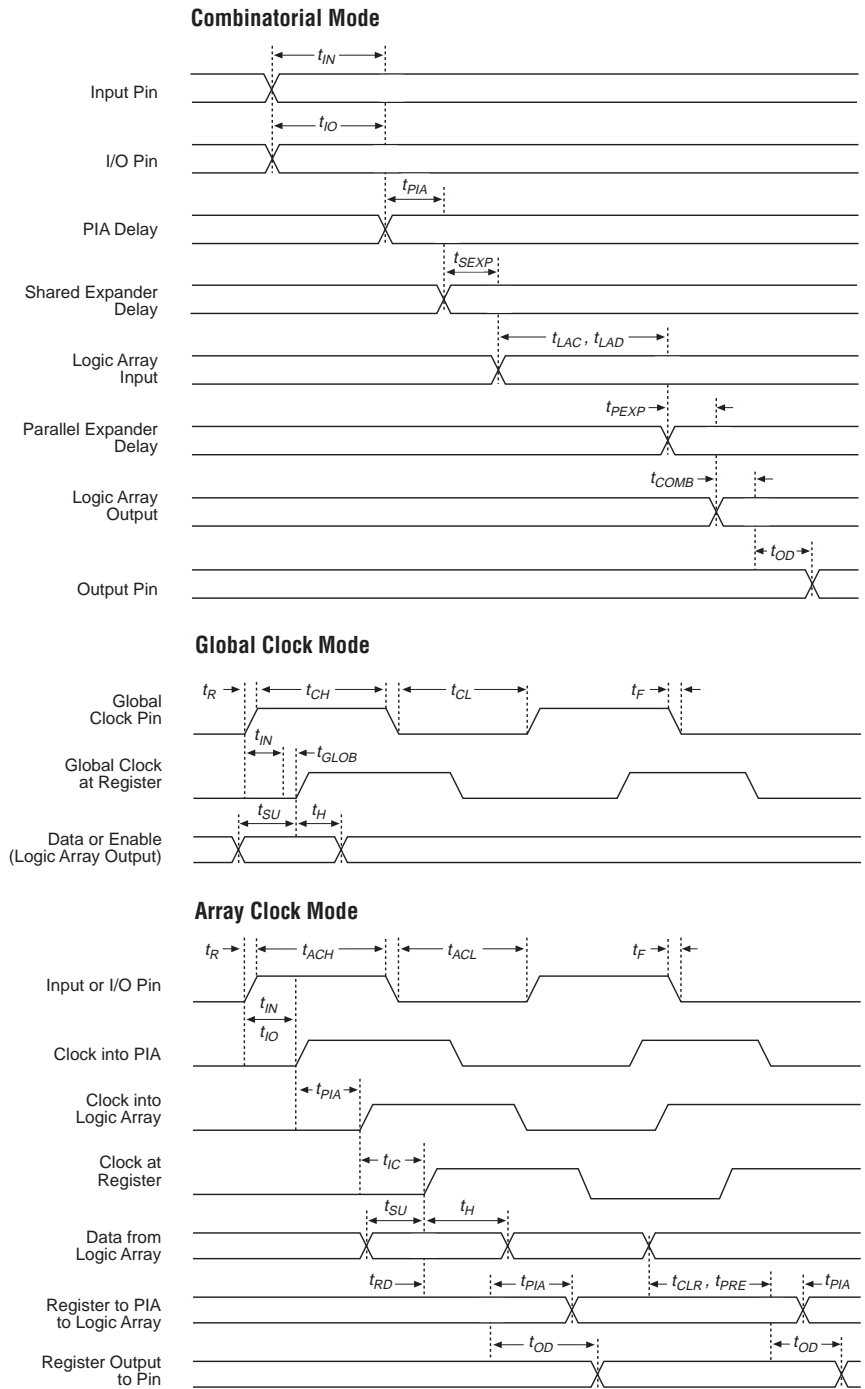 Combinatorial Mode
tIN
Input Pin
tIO
I/O Pin
tPIA
PIA Delay
tSEXP
Shared Expander
Delay
tLAC , tLAD
Logic Array
Input
tPEXP
Parallel Expander
Delay
tCOMB
Logic Array
Output
tOD
Output Pin
Global Clock Mode
tR tCH tCL tF
Global
Clock Pin
tIN tGLOB
Global Clock
at Register
tSU tH
Data or Enable
(Logic Array Output)
Array Clock Mode
tR tACH tACL tF
Input or I/O Pin
tIN
tIO
Clock into PIA
tPIA
Clock into
Logic Array
tIC
Clock at
Register
tSU tH
Data from
Logic Array
tRD tPIA tCLR , tPRE tPIA
Register to PIA
to Logic Array
tOD tOD
Register Output
to Pin